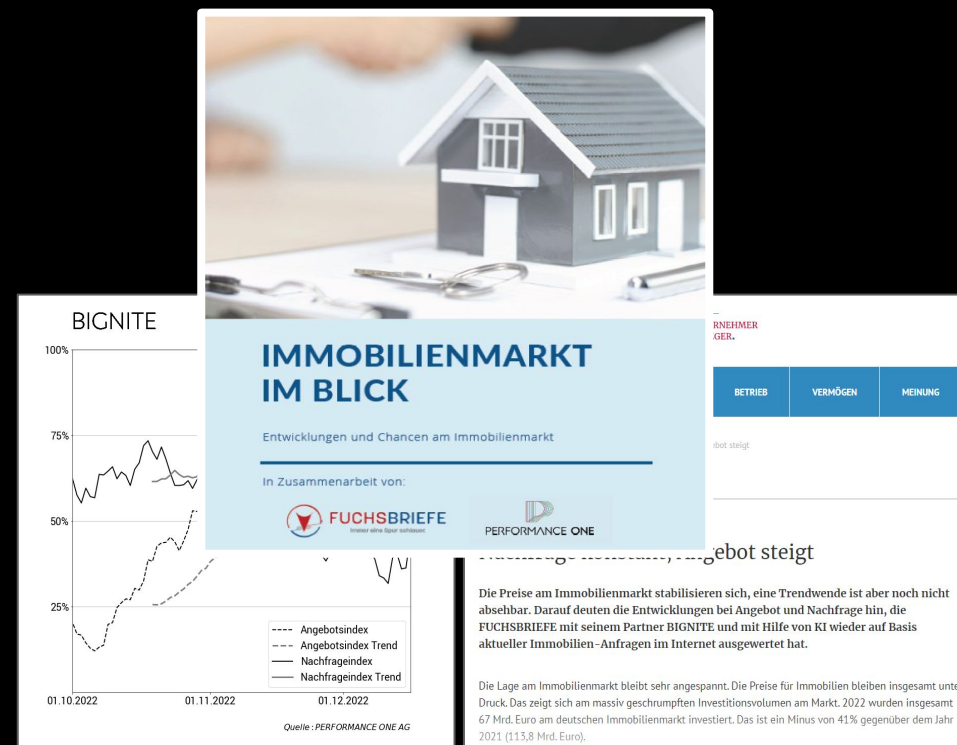 BIGNITE
100%
75%
50%
25%
01.10.2022
01.11.2022
01.12.2022
Angebotsindex
Angebotsindex Trend
Nachfrageindex
Nachfrageindex Trend
Quelle : PERFORMANCE ONE AG
IMMOBILIENMARKT
IM BLICK
Entwicklungen und Chancen am Immobilienmarkt
In Zusammenarbeit von:
FUCHSBRIEFE
Immer eine Spur schlauer.
PERFORMANCE ONE
RNEHMER
GER.
BETRIEB
VERMÖGEN
MEINUNG
ebot steigt
gebot steigt
Die Preise am Immobilienmarkt stabilisieren sich, eine Trendwende ist aber noch nicht
absehbar. Darauf deuten die Entwicklungen bei Angebot und Nachfrage hin, die
FUCHSBRIEFE mit seinem Partner BIGNITE und mit Hilfe von KI wieder auf Basis
aktueller Immobilien-Anfragen im Internet ausgewertet hat.
Die Lage am Immobilienmarkt bleibt sehr angespannt. Die Preise für Immobilien bleiben insgesamt unte
Druck. Das zeigt sich am massiv geschrumpften Investitionsvolumen am Markt. 2022 wurden insgesamt
67 Mrd. Euro am deutschen Immobilienmarkt investiert. Das ist ein Minus von 41% gegenüber dem Jahr
2021 (113,8 Mrd. Euro).